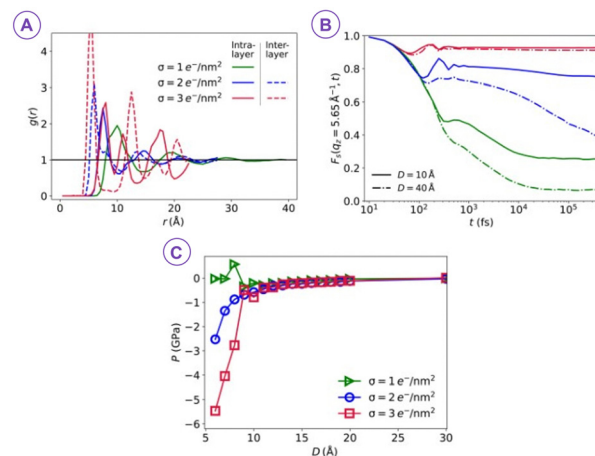 A
Intra-layer
Inter-layer
σ = 1 e⁻/nm²
σ = 2 e⁻/nm²
σ = 3 e⁻/nm²
g(r)
4
3
2
1
0
0 10 20 30 40
r (Å)
B
Fₛ(q_z = 5.65 Å⁻¹, t)
1.0
0.8
0.6
0.4
0.2
0.0
D = 10 Å
D = 40 Å
10¹ 10² 10³ 10⁴ 10⁵
t (fs)
C
P (GPa)
0
−1
−2
−3
−4
−5
−6
σ = 1 e⁻/nm²
σ = 2 e⁻/nm²
σ = 3 e⁻/nm²
5 10 15 20 25 30
D (Å)